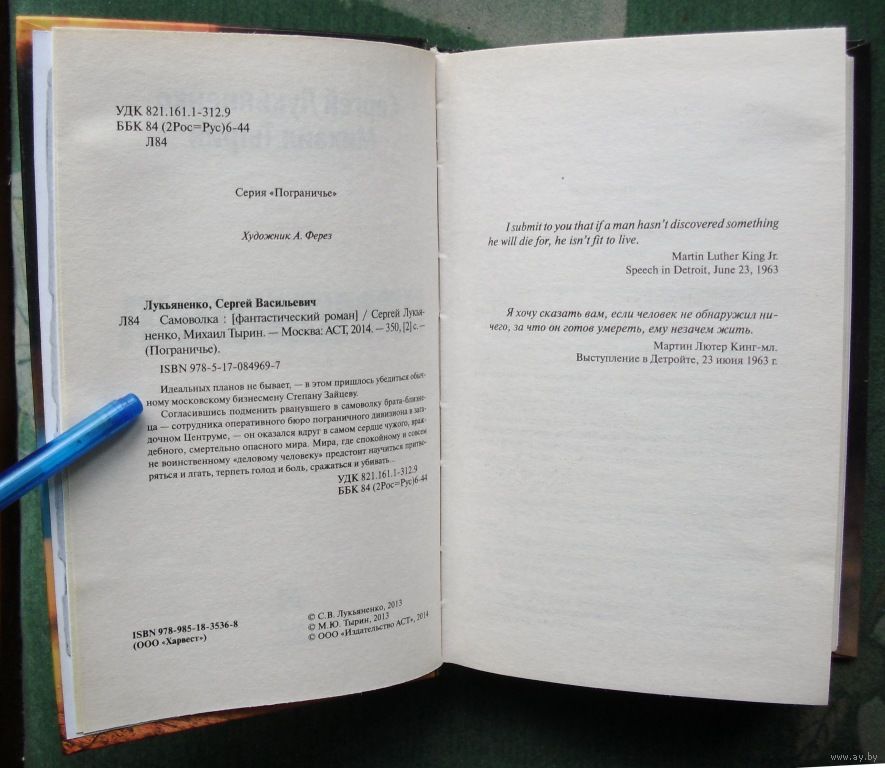 УДК 821.161.1-312.9
ББК 84 (2Рос=Рус)6-44
Л84
Серия «Пограничье»
Художник А. Ферез
Лукьяненко, Сергей Васильевич
Л84 Самоволка : [фантастический роман] / Сергей Лукья-
ненко, Михаил Тырин. — Москва: АСТ, 2014. — 350, [2] с. —
(Пограничье).
ISBN 978-5-17-084969-7
Идеальных планов не бывает, — в этом пришлось убедиться обыч-
ному московскому бизнесмену Степану Зайцеву.
Согласившись подменить рванувшего в самоволку брата-близне-
ца — сотрудника оперативного бюро пограничного дивизиона в зага-
дочном Центруме, — он оказался вдруг в самом сердце чужого, враж-
дебного, смертельно опасного мира. Мира, где спокойному и совсем
не воинственному «деловому человеку» предстоит научиться притво-
ряться и лгать, терпеть голод и боль, сражаться и убивать...
УДК 821.161.1-312.9
ББК 84 (2Рос=Рус)6-44
ISBN 978-985-18-3536-8
(ООО «Харвест»)
© С.В. Лукьяненко, 2013
© М.Ю. Тырин, 2013
© ООО «Издательство АСТ», 2014
I submit to you that if a man hasn't discovered something
he will die for, he isn't fit to live.
Martin Luther King Jr.
Speech in Detroit, June 23, 1963
Я хочу сказать вам, если человек не обнаружил ни-
чего, за что он готов умереть, ему незачем жить.
Мартин Лютер Кинг-мл.
Выступление в Детройте, 23 июня 1963 г.
www.ay.by